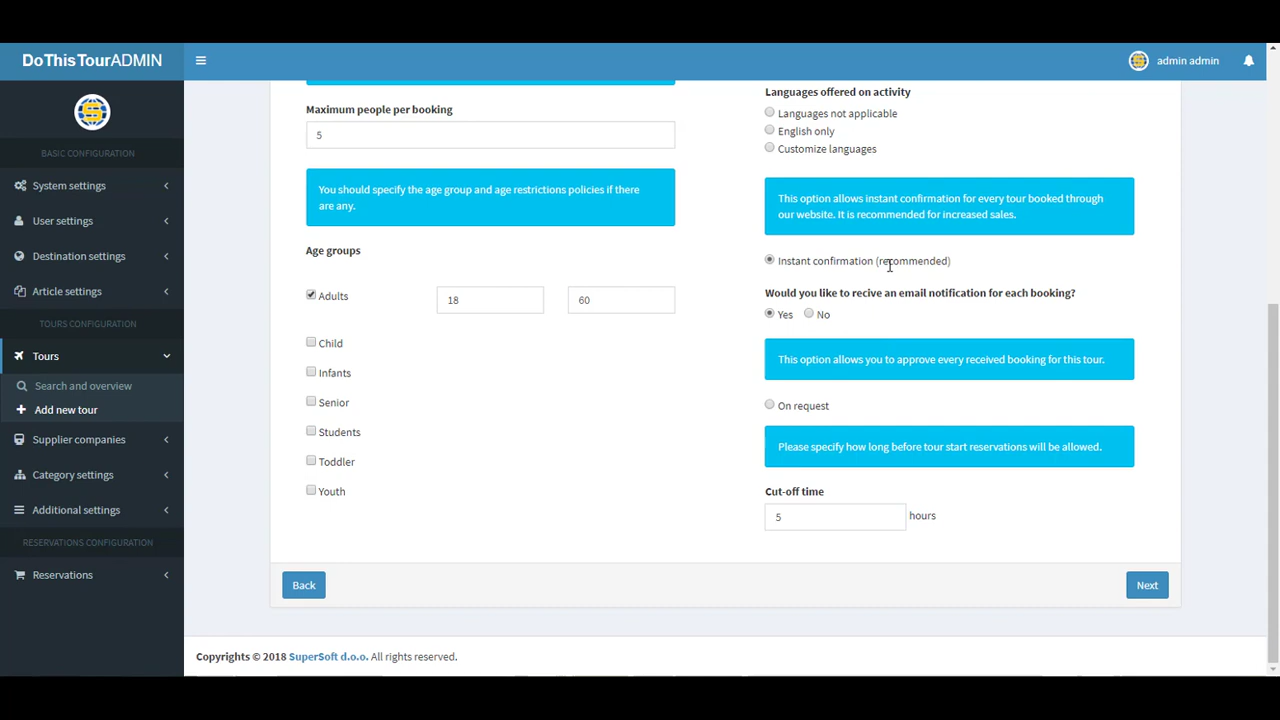 DoThisTourADMIN
admin admin
BASIC CONFIGURATION
System settings
User settings
Destination settings
Article settings
TOURS CONFIGURATION
Tours
Search and overview
Add new tour
Supplier companies
Category settings
Additional settings
RESERVATIONS CONFIGURATION
Reservations
Maximum people per booking
5
You should specify the age group and age restrictions policies if there
are any.
Age groups
Adults 18 60
Child
Infants
Senior
Students
Toddler
Youth
Languages offered on activity
Languages not applicable
English only
Customize languages
This option allows instant confirmation for every tour booked through
our website. It is recommended for increased sales.
Instant confirmation (recommended)
Would you like to recive an email notification for each booking?
Yes No
This option allows you to approve every received booking for this tour.
On request
Please specify how long before tour start reservations will be allowed.
Cut-off time
5 hours
Back Next
Copyrights © 2018 SuperSoft d.o.o. All rights reserved.